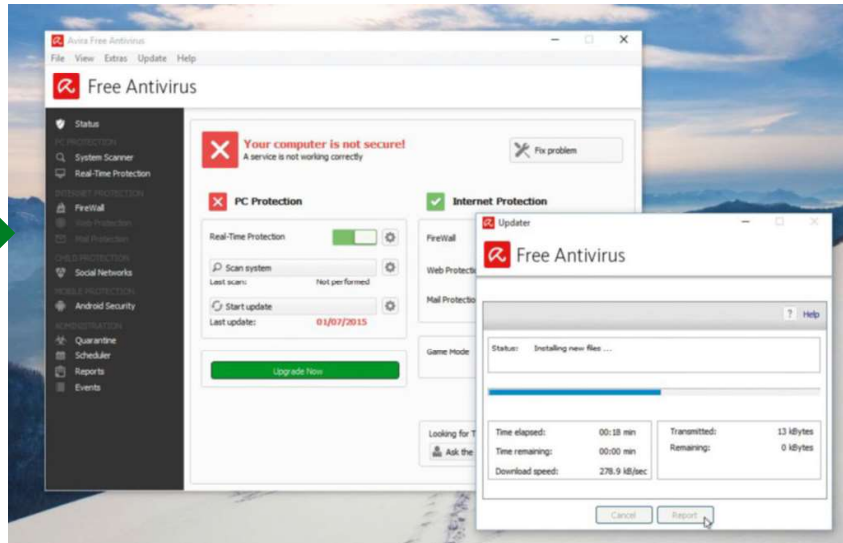 Avira Free Antivirus
File View Extras Update Help
Free Antivirus
Status
PC PROTECTION
System Scanner
Real-Time Protection
INTERNET PROTECTION
FireWall
Web Protection
Mail Protection
CHILD PROTECTION
Social Networks
MOBILE PROTECTION
Android Security
ADMINISTRATION
Quarantine
Scheduler
Reports
Events
Your computer is not secure!
A service is not working correctly
Fix problem
PC Protection
Real-Time Protection
Scan system
Last scan: Not performed
Start update
Last update: 01/07/2015
Upgrade Now
Internet Protection
FireWall
Web Protecti
Mail Protectio
Game Mode
Looking for T
Ask the
Updater
Free Antivirus
? Help
Status: Installing new files ...
Time elapsed: 00:18 min
Time remaining: 00:00 min
Download speed: 278.9 kB/sec
Transmitted: 13 kBytes
Remaining: 0 kBytes
Cancel Report